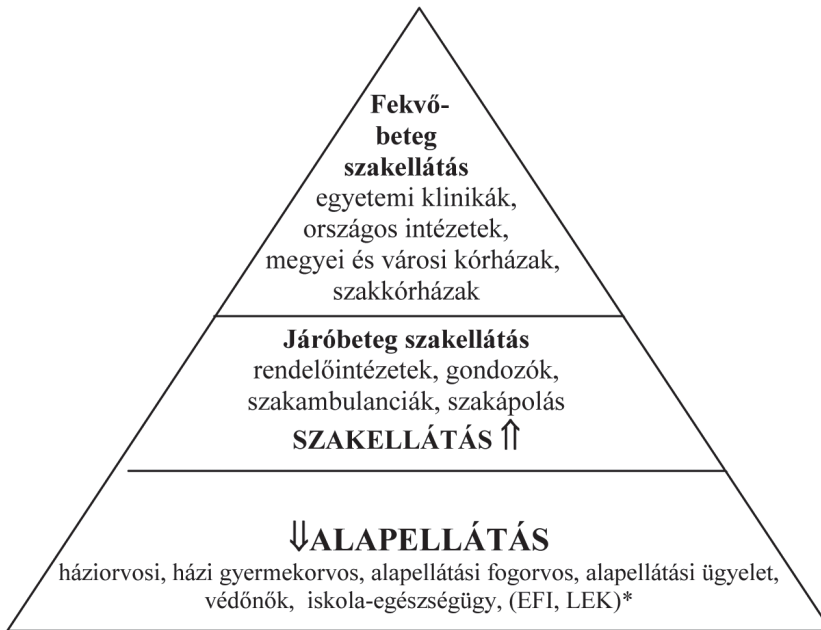 Fekvő-
beteg
szakellátás
egyetemi klinikák,
országos intézetek,
megyei és városi kórházak,
szakkórházak
Járóbeteg szakellátás
rendelőintézetek, gondozók,
szakambulanciák, szakápolás
SZAKELLÁTÁS ⇑
⇓ALAPELLÁTÁS
háziorvosi, házi gyermekorvos, alapellátási fogorvos, alapellátási ügyelet,
védőnők, iskola-egészségügy, (EFI, LEK)*